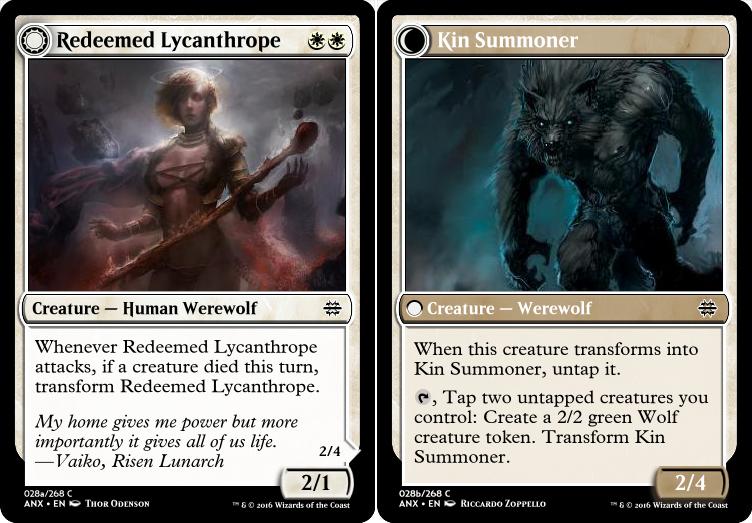 Redeemed Lycanthrope
Creature — Human Werewolf
Whenever Redeemed Lycanthrope
attacks, if a creature died this turn,
transform Redeemed Lycanthrope.
My home gives me power but more
importantly it gives all of us life.
—Vaiko, Risen Lunarch
2/4
2/1
028a/268 C
ANX • EN Thor Odenson
™ & © 2016 Wizards of the Coast
Kin Summoner
Creature — Werewolf
When this creature transforms into
Kin Summoner, untap it.
, Tap two untapped creatures you
control: Create a 2/2 green Wolf
creature token. Transform Kin
Summoner.
2/4
028b/268 C
ANX • EN Riccardo Zoppello
™ & © 2016 Wizards of the Coast